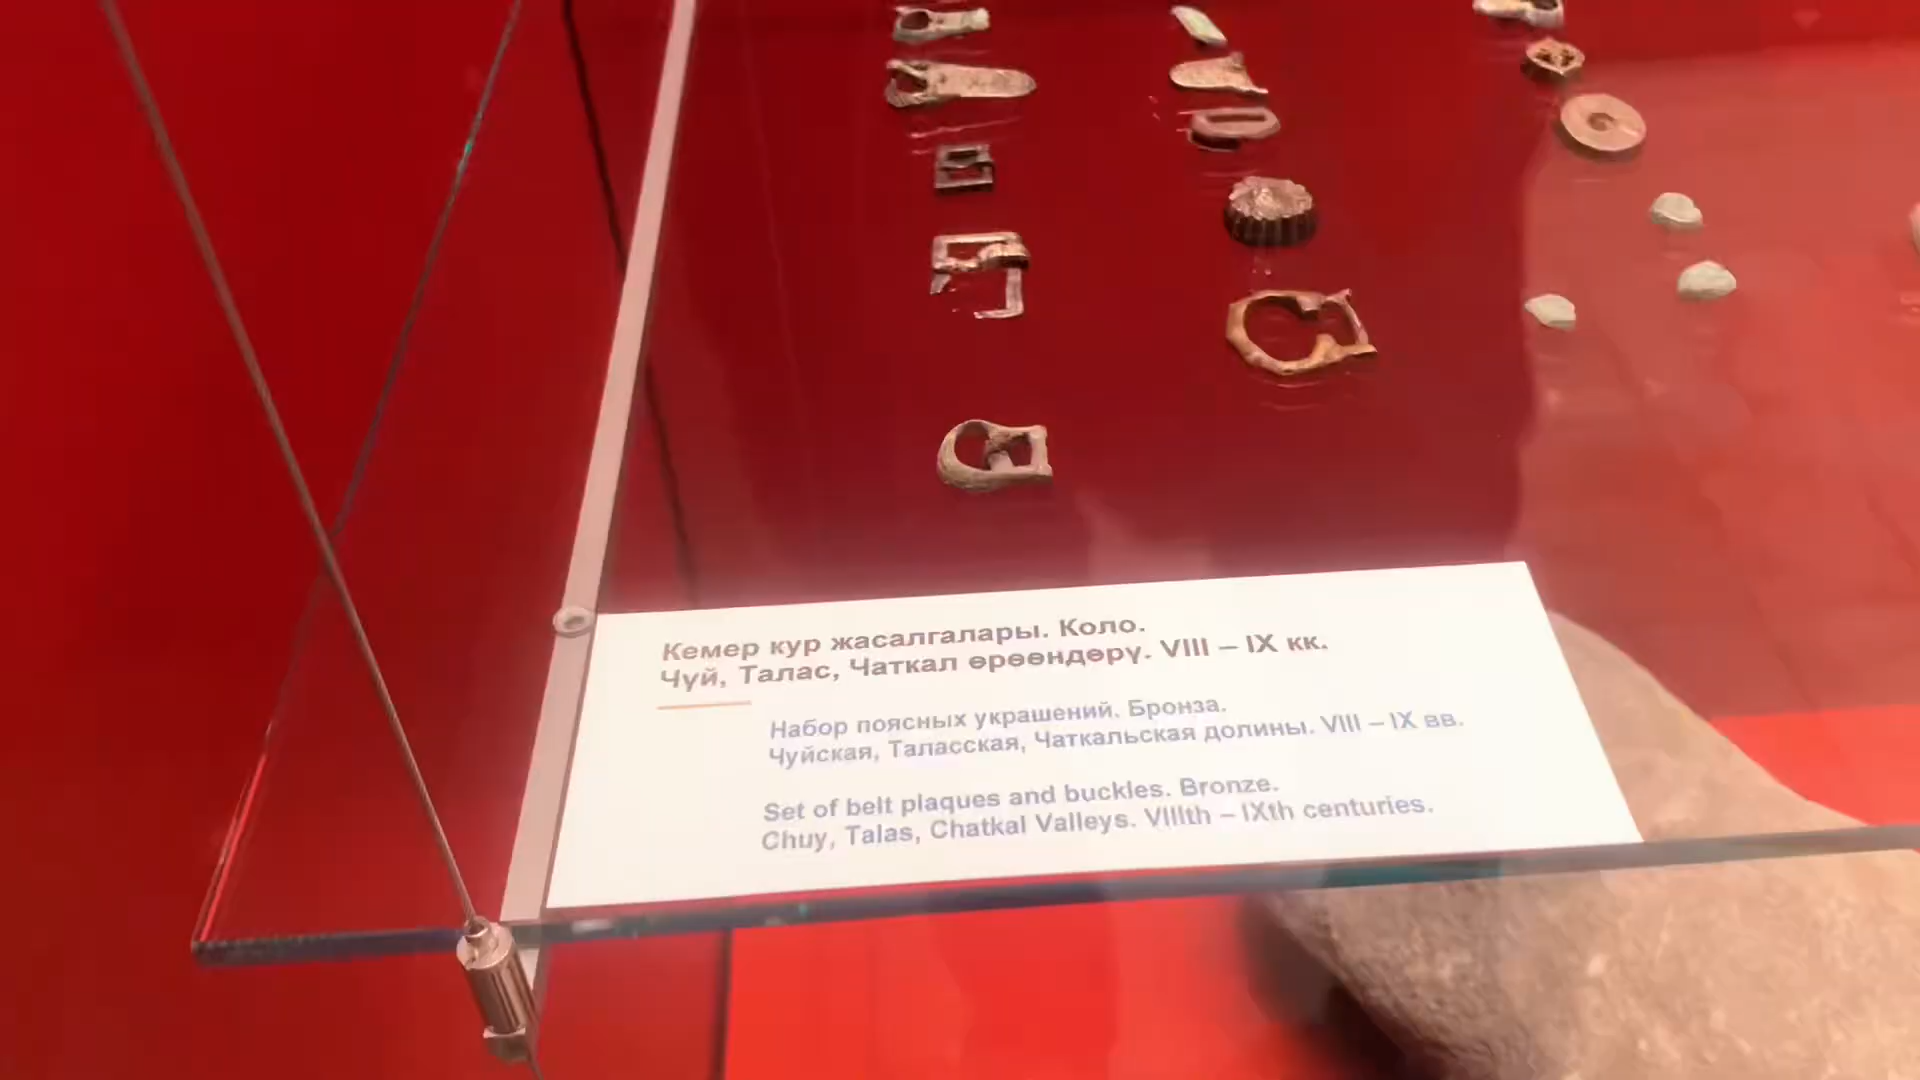 Кемер кур жасалгалары. Коло.
Чүй, Талас, Чаткал өрөөндөрү. VIII – IX кк.
Набор поясных украшений. Бронза.
Чуйская, Таласская, Чаткальская долины. VIII – IX вв.
Set of belt plaques and buckles. Bronze.
Chuy, Talas, Chatkal Valleys. VIIIth – IXth centuries.